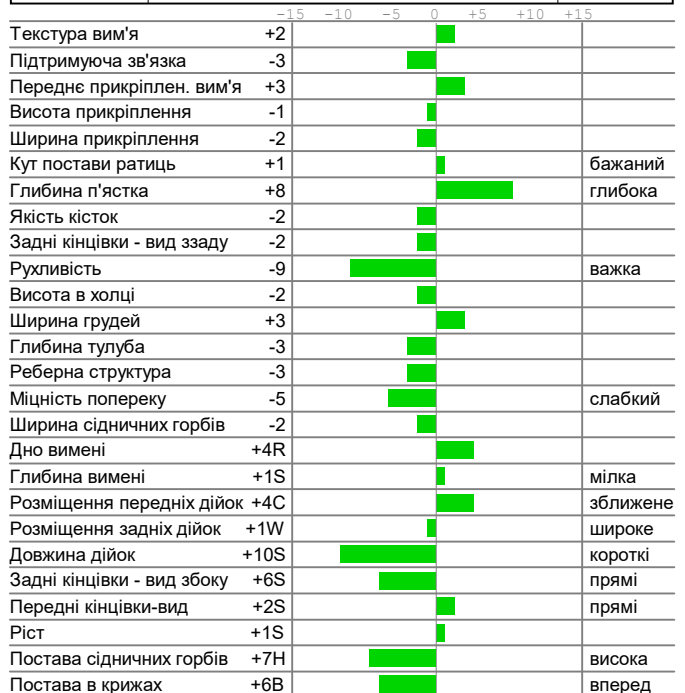 -15 -10 -5 0 +5 +10 +15
Текстура вим'я +2
Підтримуюча зв'язка -3
Переднє прикріплен. вим'я +3
Висота прикріплення -1
Ширина прикріплення -2
Кут постави ратиць +1 бажаний
Глибина п'ястка +8 глибока
Якість кісток -2
Задні кінцівки - вид ззаду -2
Рухливість -9 важка
Висота в холці -2
Ширина грудей +3
Глибина тулуба -3
Реберна структура -3
Міцність попереку -5 слабкий
Ширина сідничних горбів -2
Дно вимені +4R
Глибина вимені +1S мілка
Розміщення передніх дійок +4C зближене
Розміщення задніх дійок +1W широке
Довжина дійок +10S короткі
Задні кінцівки - вид збоку +6S прямі
Передні кінцівки-вид +2S прямі
Ріст +1S
Постава сідничних горбів +7H висока
Постава в крижах +6B вперед